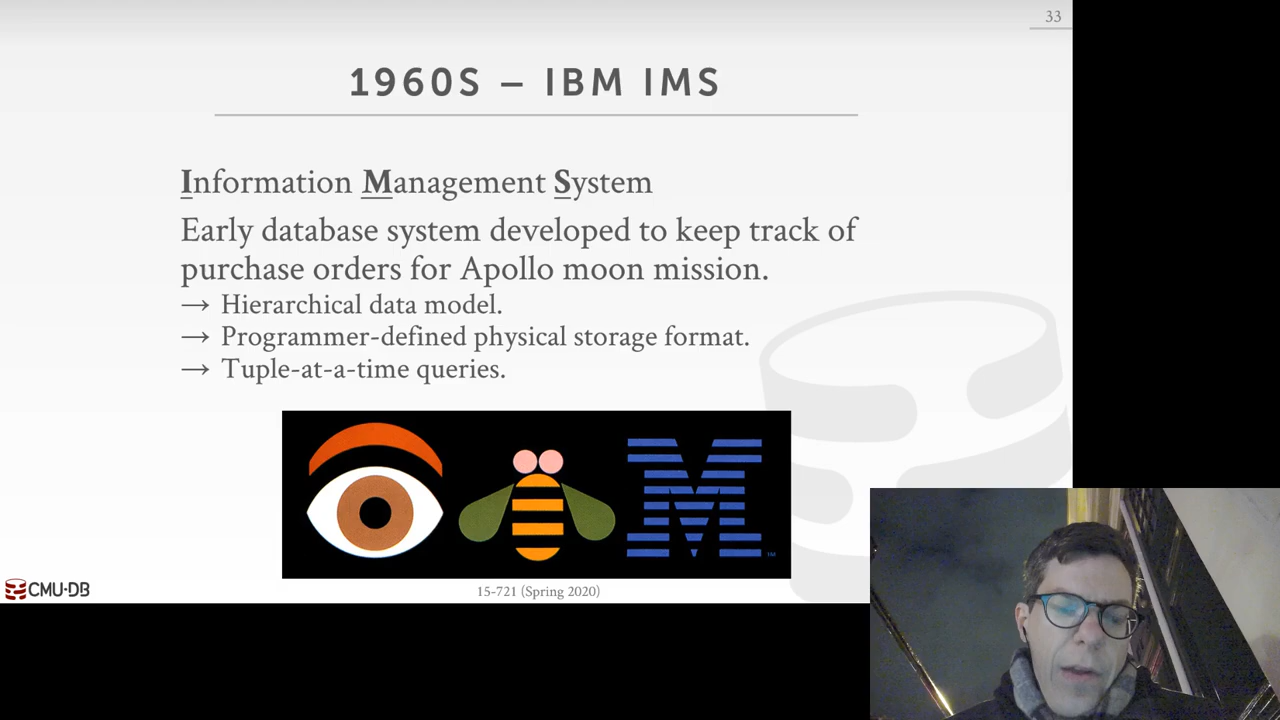 33
1960S – IBM IMS
Information Management System
Early database system developed to keep track of
purchase orders for Apollo moon mission.
→ Hierarchical data model.
→ Programmer-defined physical storage format.
→ Tuple-at-a-time queries.
M
TM
CMU·DB
15-721 (Spring 2020)